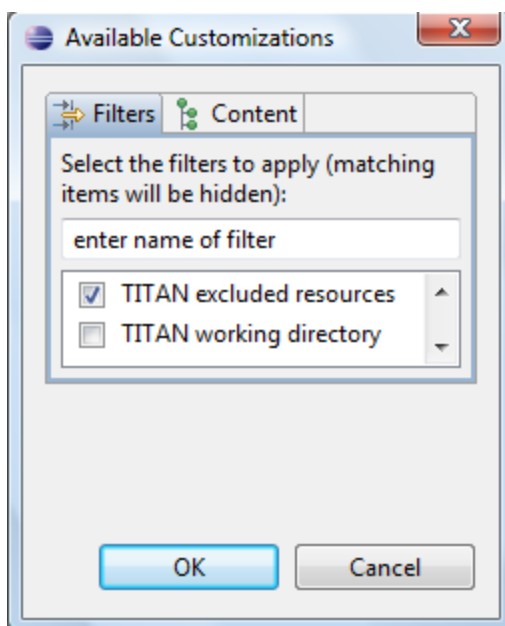 Available Customizations
Filters Content
Select the filters to apply (matching
items will be hidden):
enter name of filter
TITAN excluded resources
TITAN working directory
OK Cancel